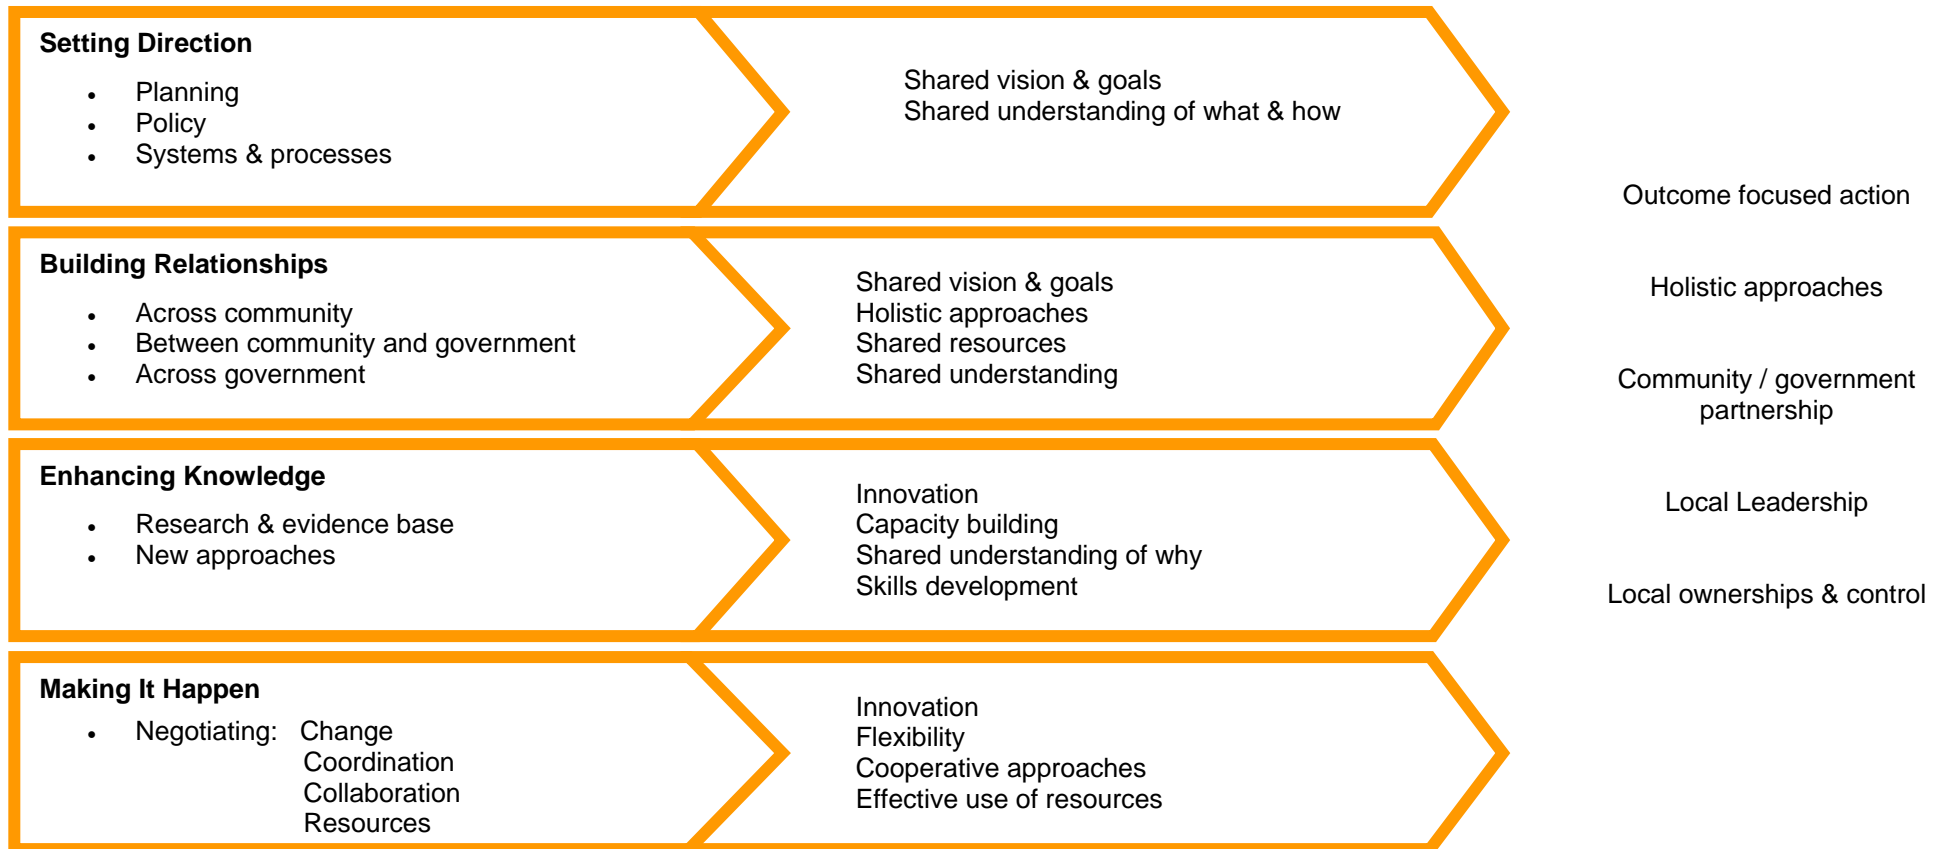 Setting Direction
• Planning
• Policy
• Systems & processes
Shared vision & goals
Shared understanding of what & how
Building Relationships
• Across community
• Between community and government
• Across government
Shared vision & goals
Holistic approaches
Shared resources
Shared understanding
Enhancing Knowledge
• Research & evidence base
• New approaches
Innovation
Capacity building
Shared understanding of why
Skills development
Making It Happen
• Negotiating: Change
Coordination
Collaboration
Resources
Innovation
Flexibility
Cooperative approaches
Effective use of resources
Outcome focused action
Holistic approaches
Community / government
partnership
Local Leadership
Local ownerships & control